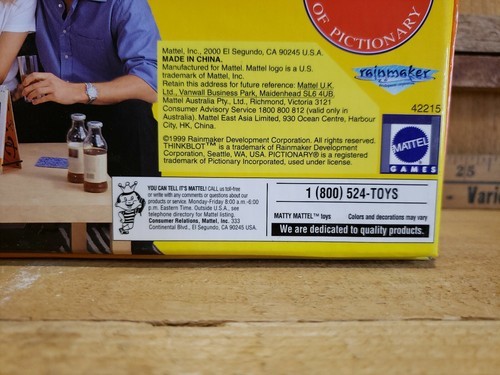 OF PICTIONARY
Mattel, Inc., 2000 El Segundo, CA 90245 U.S.A.
MADE IN CHINA.
Manufactured for Mattel. Mattel logo is a U.S.
trademark of Mattel, Inc.
Retain this address for future reference: Mattel U.K.
Ltd., Vanwall Business Park, Maidenhead SL6 4UB.
Mattel Australia Pty., Ltd., Richmond, Victoria 3121
Consumer Advisory Service 1800 800 812 (valid only in
Australia). Mattel East Asia Limited, 930 Ocean Centre, Harbour
City, HK, China.
rainmaker
42215
©1999 Rainmaker Development Corporation. All rights reserved.
THINKBLOT™ is a trademark of Rainmaker Development
Corporation, Seattle, WA, USA. PICTIONARY® is a registered
trademark of Pictionary Incorporated, used under license.
MATTEL
GAMES
YOU CAN TELL IT'S MATTEL! CALL us toll-free
or write with any comments or questions about our
products or service. Monday-Friday 8:00 a.m.-6:00
p.m. Eastern Time. Outside U.S.A., see
telephone directory for Mattel listing.
Consumer Relations, Mattel, Inc. 333
Continental Blvd., El Segundo, CA 90245 USA.
1 (800) 524-TOYS
MATTY MATTEL™ toys Colors and decorations may vary
We are dedicated to quality products.
25
Vari